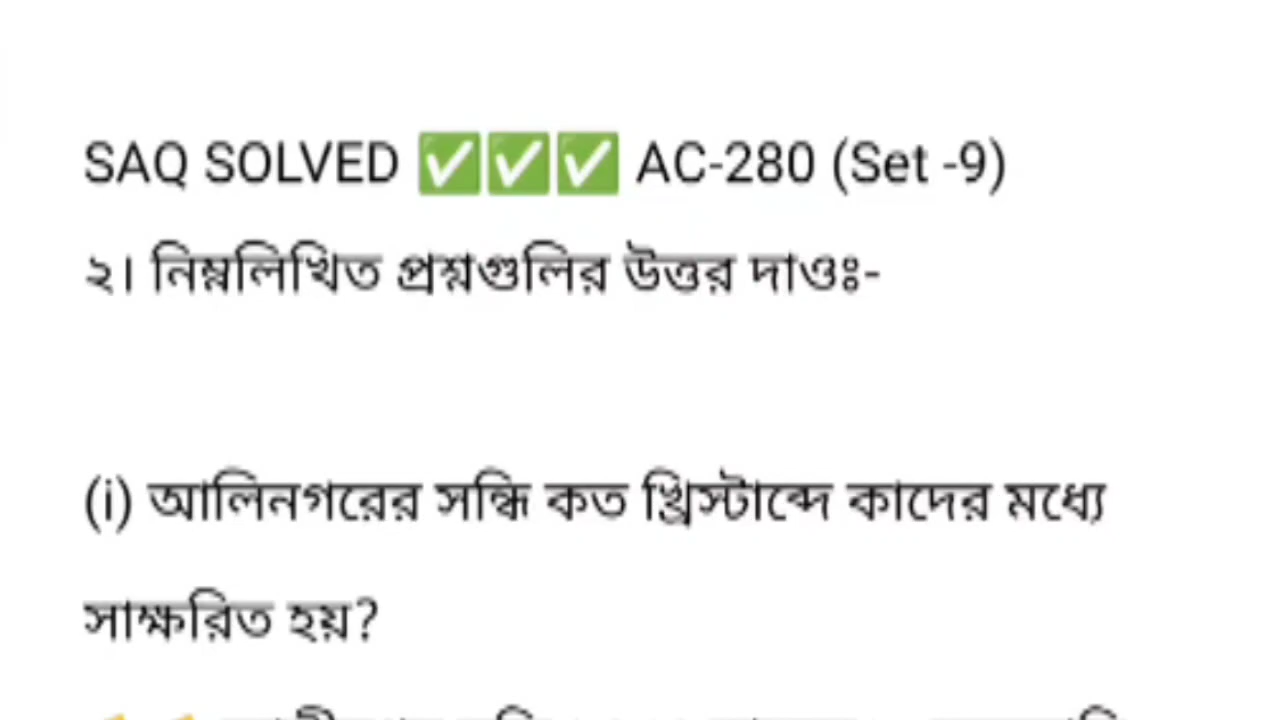 SAQ SOLVED ✅✅✅ AC-280 (Set -9)
২। নিম্নলিখিত প্রশ্নগুলির উত্তর দাওঃ-
(i) আলিনগরের সন্ধি কত খ্রিস্টাব্দে কাদের মধ্যে
সাক্ষরিত হয়?